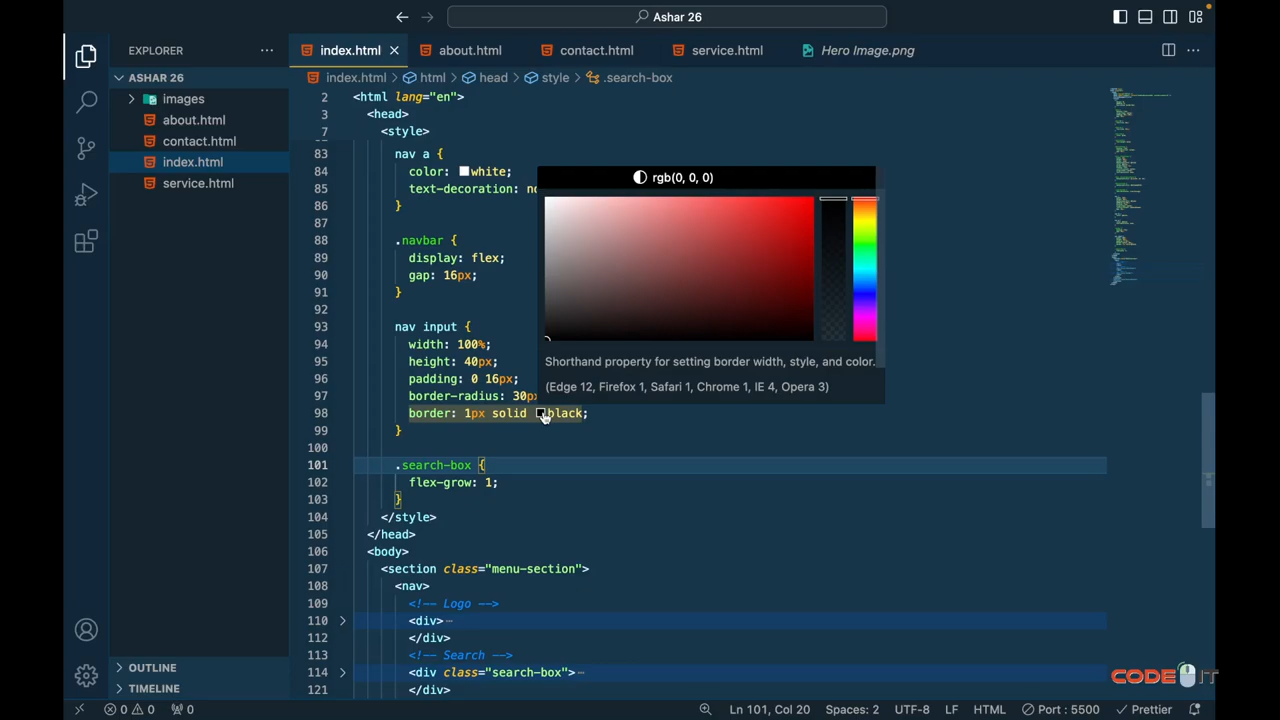 Ashar 26
EXPLORER
ASHAR 26
images
about.html
contact.html
index.html
service.html
OUTLINE
TIMELINE
index.html
about.html
contact.html
service.html
Hero Image.png
index.html > html > head > style > .search-box
2 <html lang="en">
3 <head>
7 <style>
83 nav a {
84 color: white;
85 text-decoration: no
86 }
87
88 .navbar {
89 display: flex;
90 gap: 16px;
91 }
92
93 nav input {
94 width: 100%;
95 height: 40px;
96 padding: 0 16px;
97 border-radius: 30px
98 border: 1px solid black;
99 }
100
101 .search-box {
102 flex-grow: 1;
103 }
104 </style>
105 </head>
106 <body>
107 <section class="menu-section">
108 <nav>
109 <!-- Logo -->
110 > <div>…
112 </div>
113 <!-- Search -->
114 > <div class="search-box">…
121 </div>
rgb(0, 0, 0)
Shorthand property for setting border width, style, and color.
(Edge 12, Firefox 1, Safari 1, Chrome 1, IE 4, Opera 3)
CODE IT
0 0 0
Ln 101, Col 20 Spaces: 2 UTF-8 LF HTML Port : 5500 Prettier